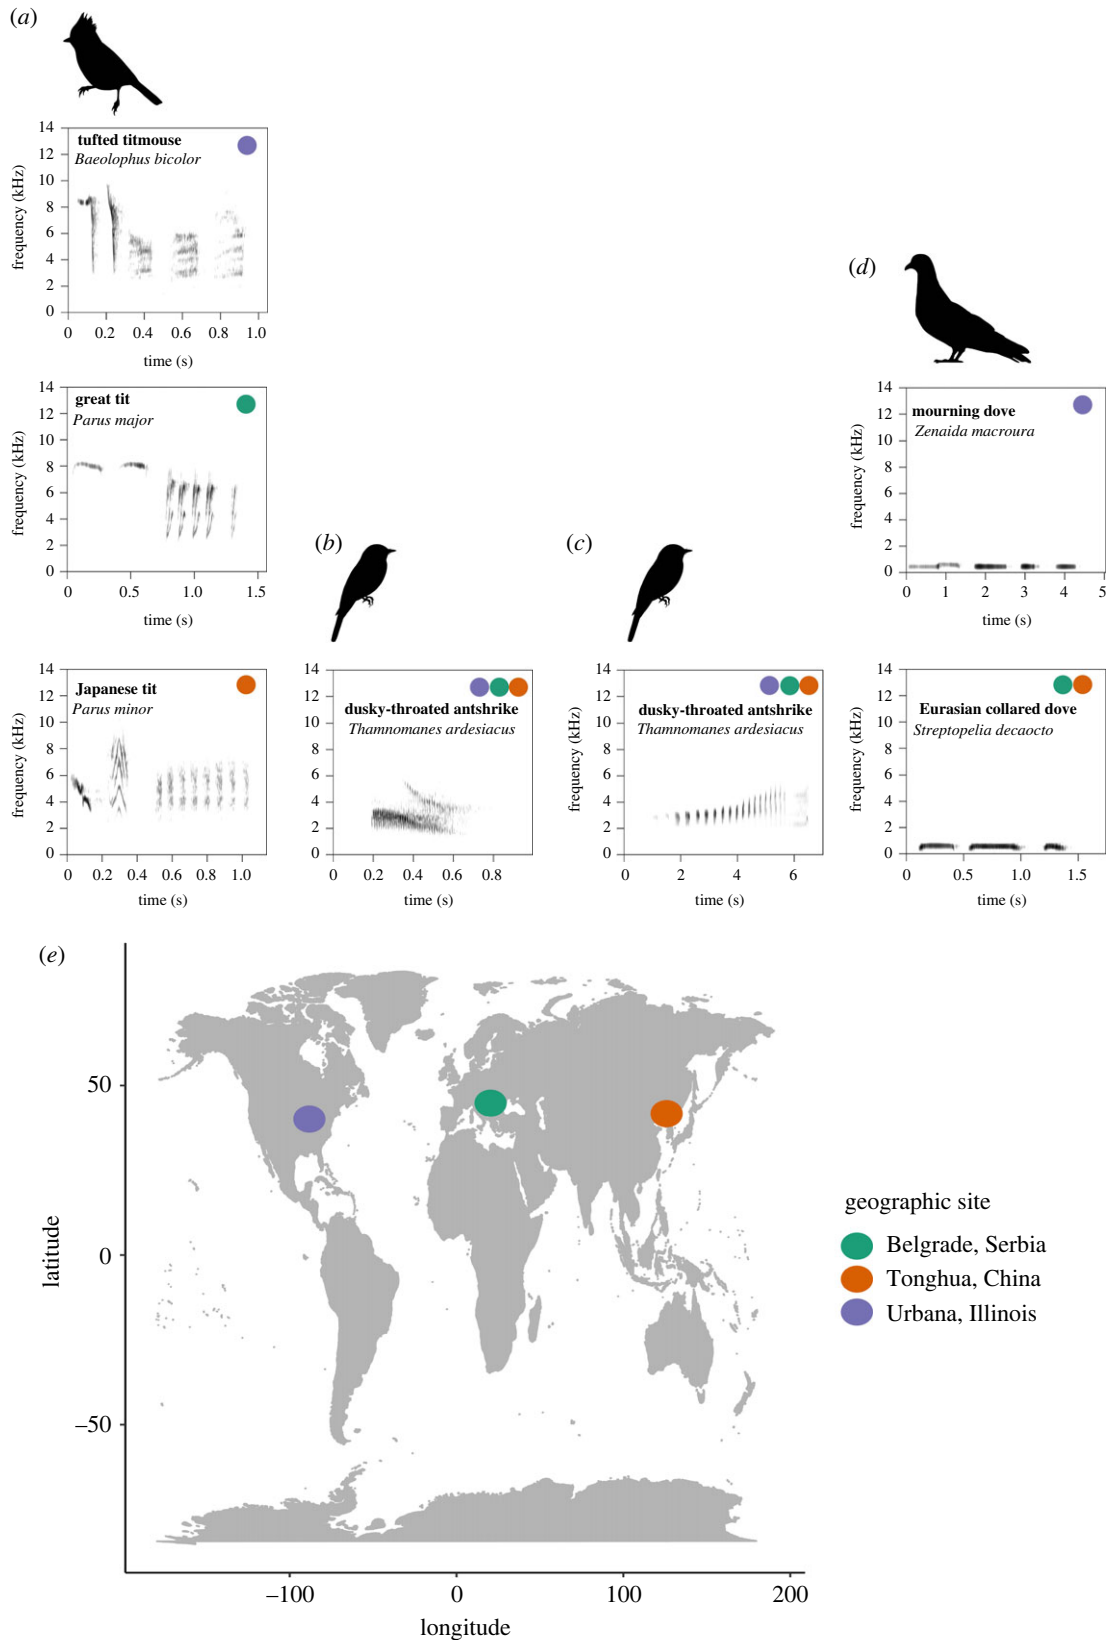 (a)
tufted titmouse
Baeolophus bicolor
frequency (kHz)
14
12
10
8
6
4
2
0
0 0.2 0.4 0.6 0.8 1.0
time (s)
great tit
Parus major
frequency (kHz)
14
12
10
8
6
4
2
0
0 0.5 1.0 1.5
time (s)
Japanese tit
Parus minor
frequency (kHz)
14
12
10
8
6
4
2
0
0 0.2 0.4 0.6 0.8 1.0
time (s)
(b)
dusky-throated antshrike
Thamnomanes ardesiacus
frequency (kHz)
14
12
10
8
6
4
2
0
0 0.2 0.4 0.6 0.8
time (s)
(c)
dusky-throated antshrike
Thamnomanes ardesiacus
frequency (kHz)
14
12
10
8
6
4
2
0
0 2 4 6
time (s)
(d)
mourning dove
Zenaida macroura
frequency (kHz)
14
12
10
8
6
4
2
0
0 1 2 3 4 5
time (s)
Eurasian collared dove
Streptopelia decaocto
frequency (kHz)
14
12
10
8
6
4
2
0
0 0.5 1.0 1.5
time (s)
(e)
latitude
50
0
–50
–100 0 100 200
longitude
geographic site
Belgrade, Serbia
Tonghua, China
Urbana, Illinois